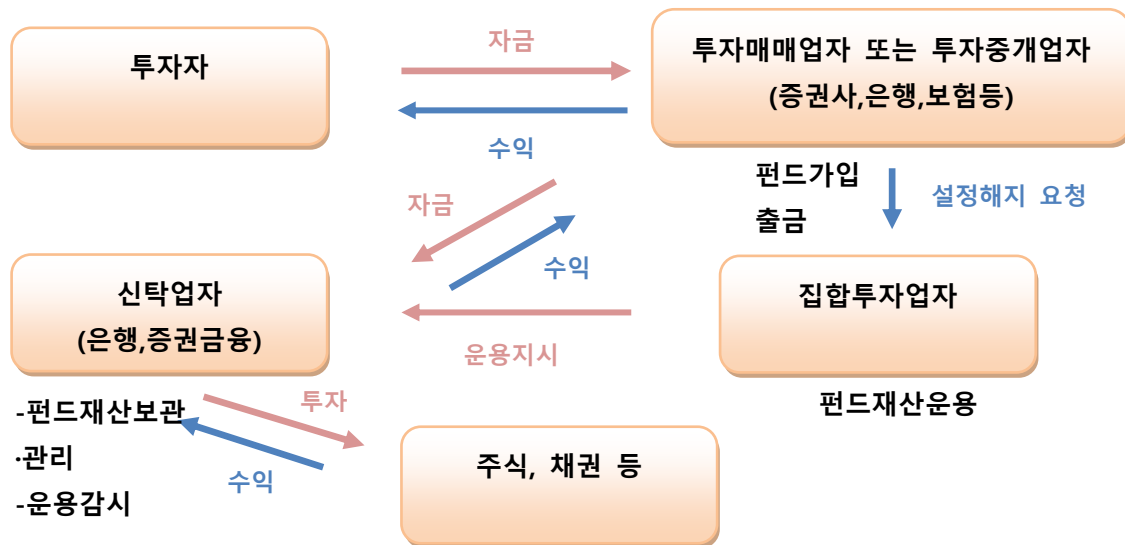 투자자
자금
수익
투자매매업자 또는 투자중개업자
(증권사,은행,보험등)
펀드가입
출금
설정해지 요청
자금
수익
신탁업자
(은행,증권금융)
운용지시
집합투자업자
펀드재산운용
-펀드재산보관
·관리
-운용감시
투자
수익
주식, 채권 등